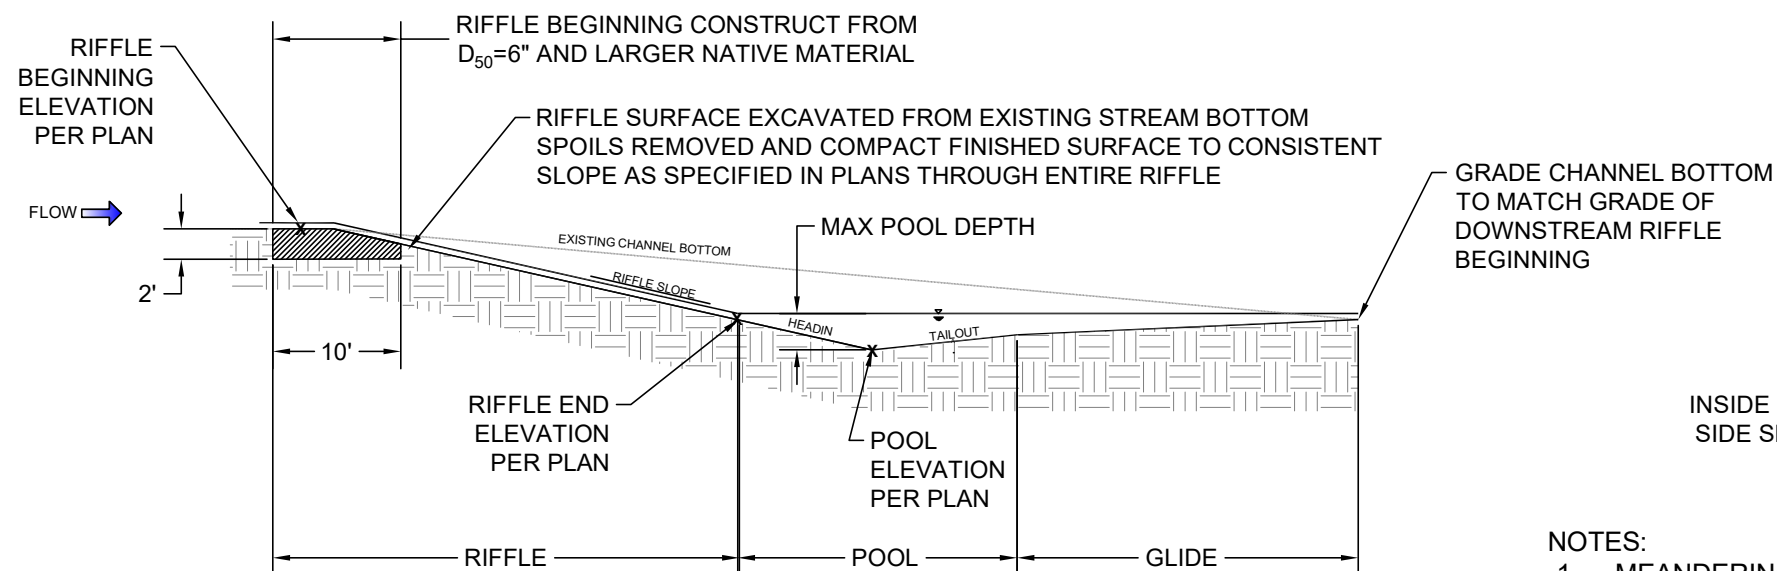 RIFFLE BEGINNING CONSTRUCT FROM
D₅₀=6" AND LARGER NATIVE MATERIAL
RIFFLE
BEGINNING
ELEVATION
PER PLAN
RIFFLE SURFACE EXCAVATED FROM EXISTING STREAM BOTTOM
SPOILS REMOVED AND COMPACT FINISHED SURFACE TO CONSISTENT
SLOPE AS SPECIFIED IN PLANS THROUGH ENTIRE RIFFLE
GRADE CHANNEL BOTTOM
TO MATCH GRADE OF
DOWNSTREAM RIFFLE
BEGINNING
FLOW
MAX POOL DEPTH
EXISTING CHANNEL BOTTOM
RIFFLE SLOPE
2'
HEADIN
TAILOUT
10'
RIFFLE END
ELEVATION
PER PLAN
POOL
ELEVATION
PER PLAN
INSIDE
SIDE S
RIFFLE
POOL
GLIDE
NOTES:
1. MEANDERIN